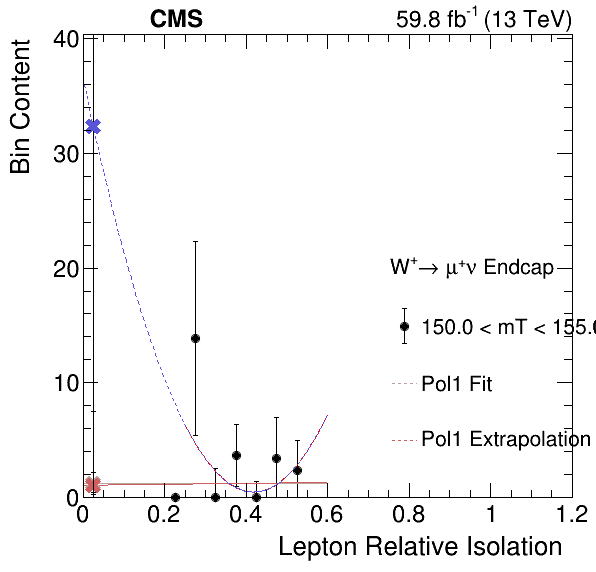 CMS 59.8 fb⁻¹ (13 TeV)
Bin Content
40
30
20
10
0
W⁺→ μ⁺ν Endcap
150.0 < mT < 155.0
Pol1 Fit
Pol1 Extrapolation
0 0.2 0.4 0.6 0.8 1 1.2
Lepton Relative Isolation